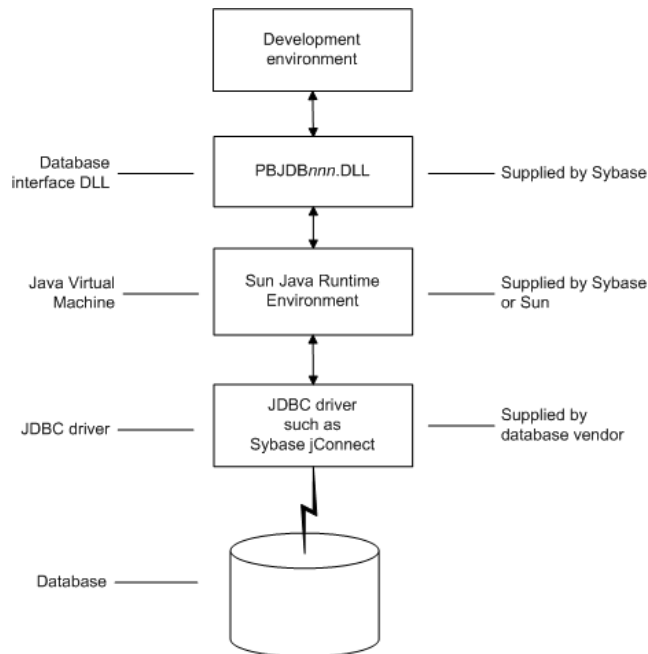 Development
environment
Database
interface DLL
PBJDBnnn.DLL
Supplied by Sybase
Java Virtual
Machine
Sun Java Runtime
Environment
Supplied by Sybase
or Sun
JDBC driver
JDBC driver
such as
Sybase jConnect
Supplied by
database vendor
Database